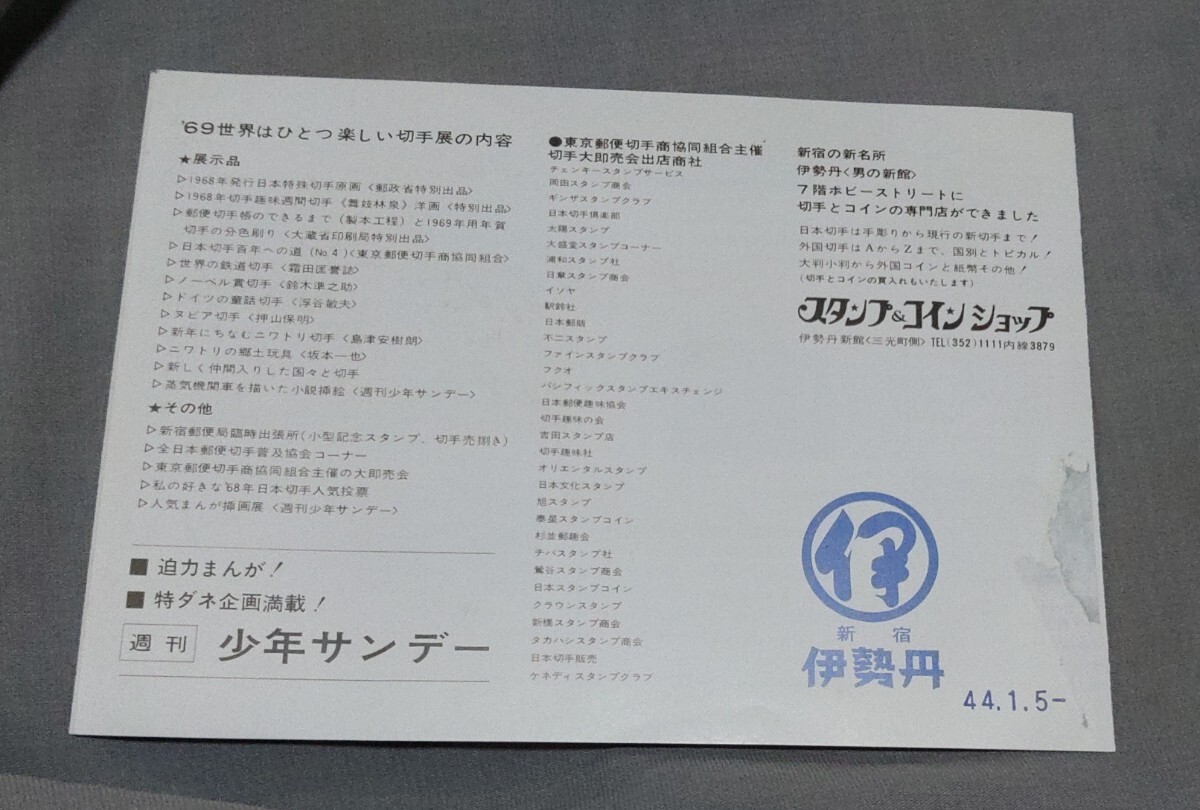 '69世界はひとつ楽しい切手展の内容
★展示品
▷1968年発行日本特殊切手原画〈郵政省特別出品〉
▷1968年切手趣味週間切手《舞妓林泉》洋画〈特別出品〉
▷郵便切手帳のできるまで（製本工程）と1969年用年賀
切手の分色刷り〈大蔵省印刷局特別出品〉
▷日本切手百年への道（No.4）〈東京郵便切手商協同組合〉
▷世界の鉄道切手〈霜田匡誉誌〉
▷ノーベル賞切手〈鈴木準之助〉
▷ドイツの童話切手〈浮谷敏夫〉
▷ヌビア切手〈押山保明〉
▷新年にちなむニワトリ切手〈島津安樹朗〉
▷ニワトリの郷土玩具〈坂本一也〉
▷新しく仲間入りした国々と切手
▷蒸気機関車を描いた小説挿絵〈週刊少年サンデー〉
★その他
▷新宿郵便局臨時出張所(小型記念スタンプ、切手売捌き)
▷全日本郵便切手普及協会コーナー
▷東京郵便切手商協同組合主催の大即売会
▷私の好きな'68年日本切手人気投票
▷人気まんが挿画展〈週刊少年サンデー〉
■迫力まんが！
■特ダネ企画満載！
週刊 少年サンデー
●東京郵便切手商協同組合主催
切手大即売会出店商社
チェンキースタンプサービス
岡田スタンプ商会
ギンザスタンプクラブ
日本切手倶楽部
太陽スタンプ
大盛堂スタンプコーナー
浦和スタンプ社
日章スタンプ商会
イソヤ
駅鈴社
日本郵販
不二スタンプ
ファインスタンプクラブ
フクオ
パシフィックスタンプエキスチェンジ
日本郵便趣味協会
切手趣味の会
吉田スタンプ店
切手趣味社
オリエンタルスタンプ
日本文化スタンプ
旭スタンプ
泰星スタンプコイン
杉並郵趣会
チバスタンプ社
鶯谷スタンプ商会
日本スタンプコイン
クラウンスタンプ
新橋スタンプ商会
タカハシスタンプ商会
日本切手販売
ケネディスタンプクラブ
新宿の新名所
伊勢丹〈男の新館〉
7階ホビーストリートに
切手とコインの専門店ができました
日本切手は手彫りから現行の新切手まで！
外国切手はAからZまで、国別とトピカル！
大判小判から外国コインと紙幣その他！
(切手とコインの買入れもいたします)
スタンプ&コインショップ
伊勢丹新館〈三光町側〉TEL(352)1111内線3879
伊
新宿
伊勢丹
44.1.5-